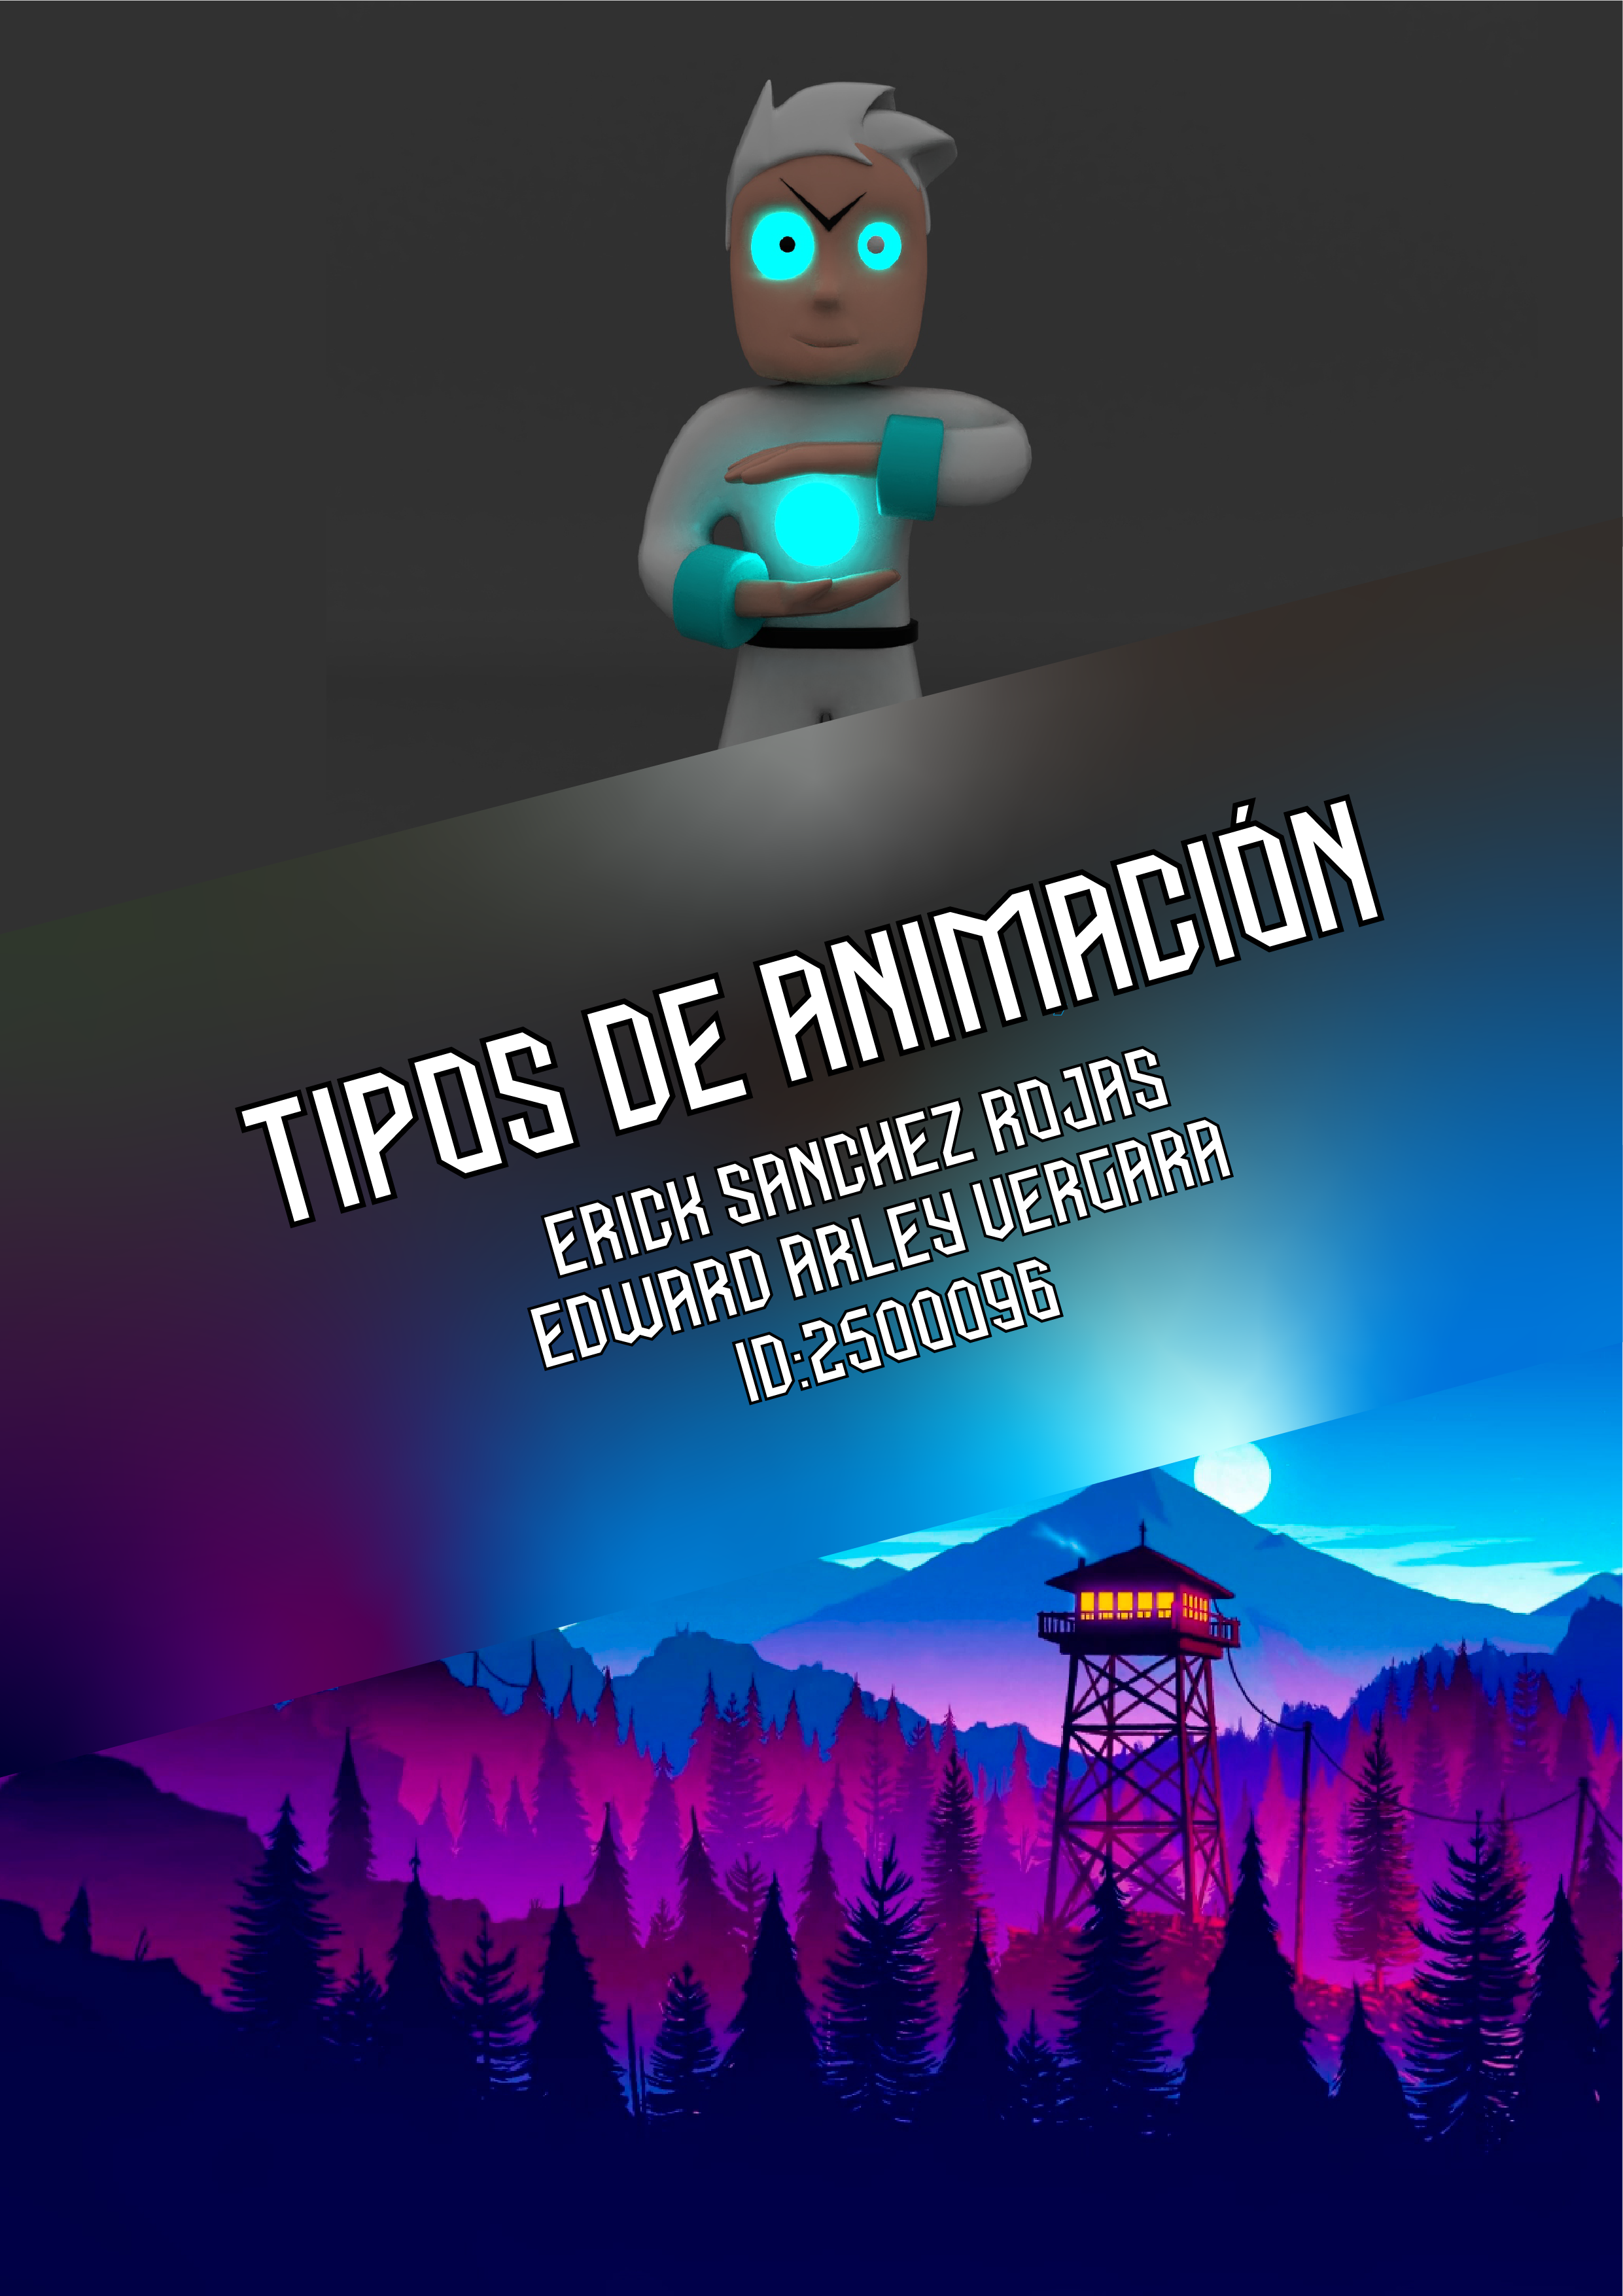 TIPOS DE ANIMACIÓN
ERICK SANCHEZ ROJAS
EDWARD ARLEY VERGARA
ID:2500096